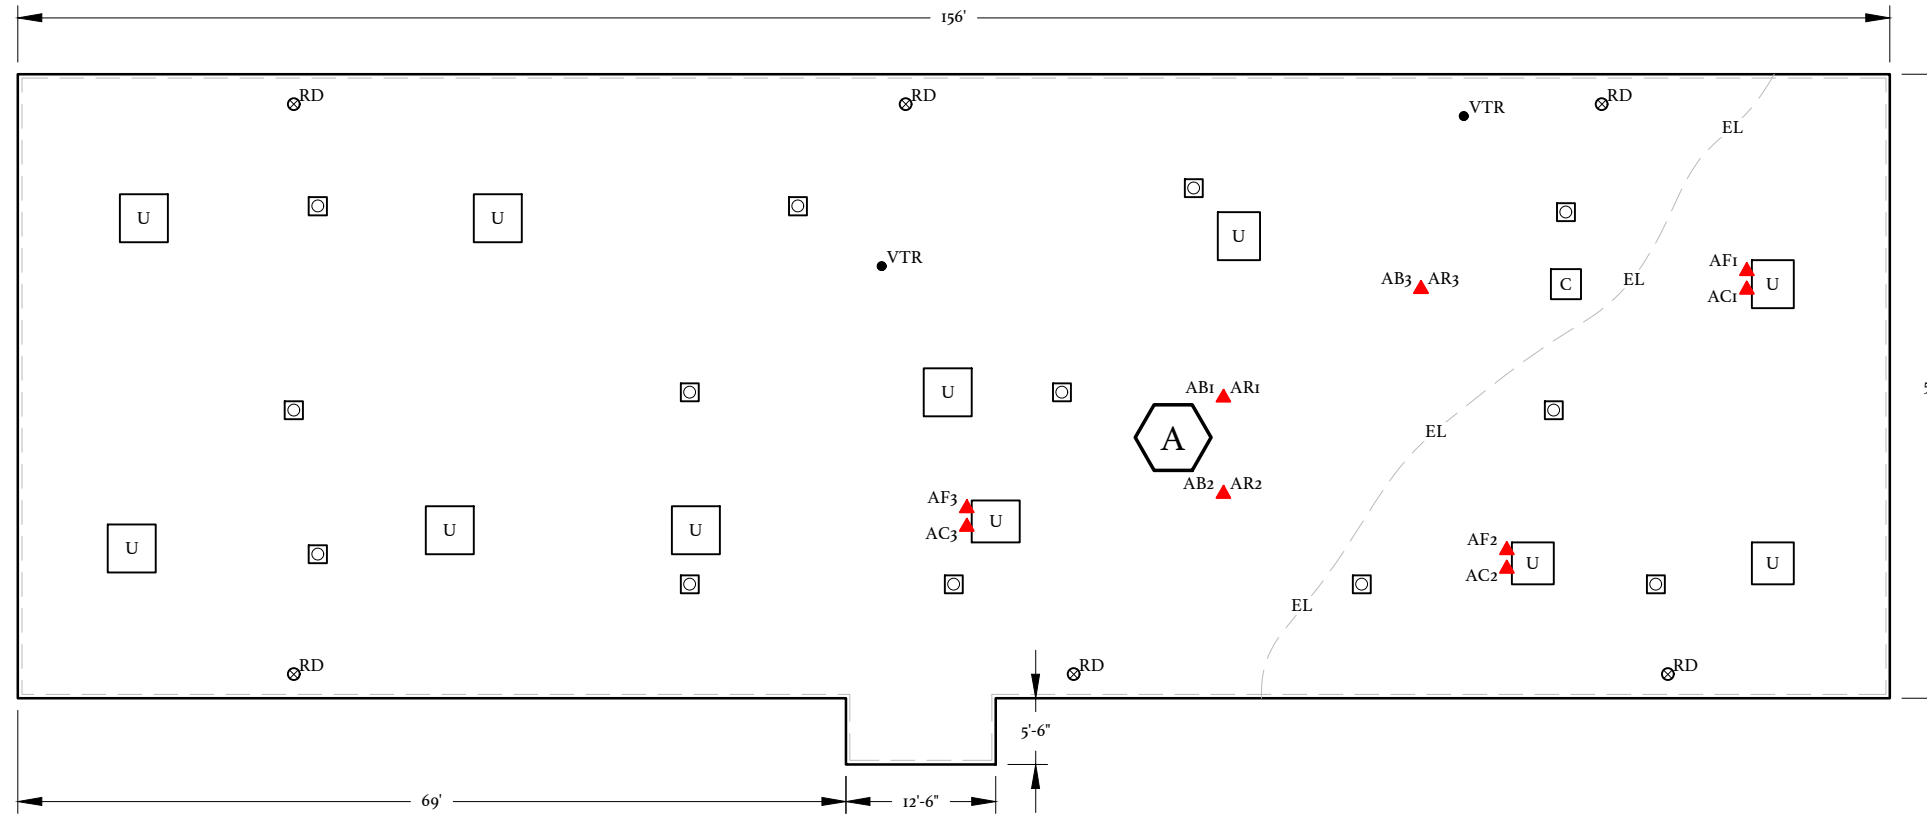 156'
RD RD RD
VTR
EL
U U U
VTR
AF1
AB3 AR3 C EL U
AC1
U AB1 AR1
A EL
AB2 AR2
AF3 U
AC3
U U U AF2 U U
AC2
EL
RD RD RD
5'-6"
69' 12'-6"